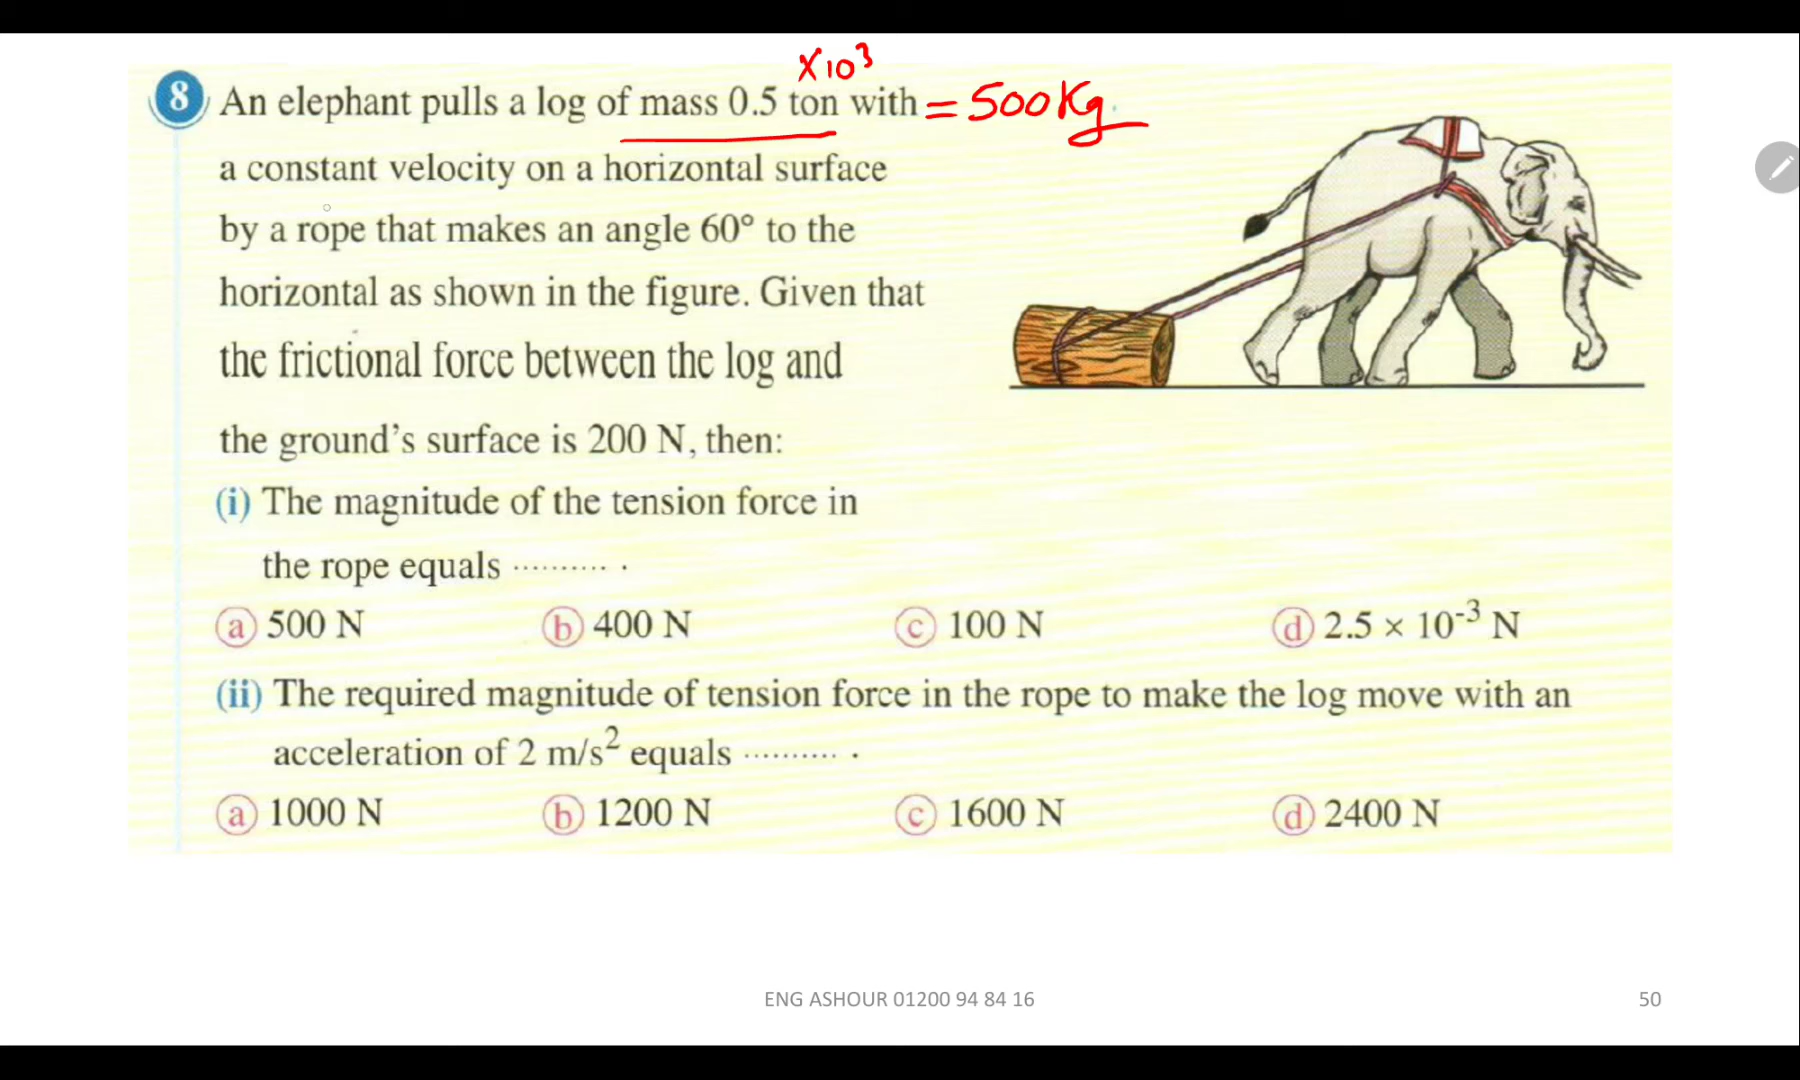 ×10³
8 An elephant pulls a log of mass 0.5 ton with = 500 Kg
a constant velocity on a horizontal surface
by a rope that makes an angle 60° to the
horizontal as shown in the figure. Given that
the frictional force between the log and
the ground’s surface is 200 N, then:
(i) The magnitude of the tension force in
the rope equals .......... .
a 500 N b 400 N c 100 N d 2.5 × 10⁻³ N
(ii) The required magnitude of tension force in the rope to make the log move with an
acceleration of 2 m/s² equals .......... .
a 1000 N b 1200 N c 1600 N d 2400 N
ENG ASHOUR 01200 94 84 16 50